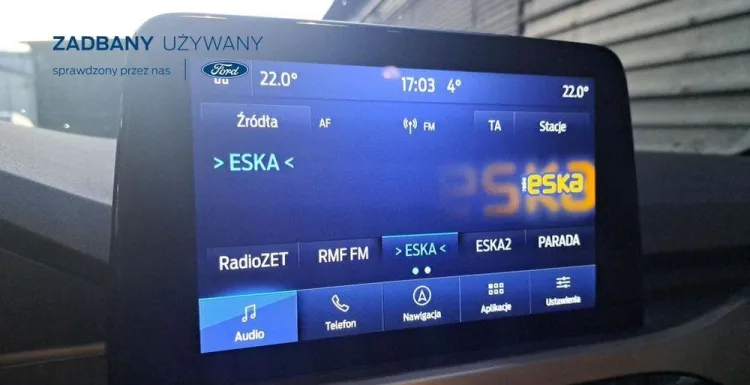 ZADBANY UŻYWANY
sprawdzony przez nas
Ford
22.0°
17:03 4°
22.0°
Źródła
AF
FM
TA
Stacje
> ESKA <
eska
radio eska
RadioZET
RMF FM
> ESKA <
ESKA2
PARADA
Audio
Telefon
Nawigacja
Aplikacje
Ustawienia